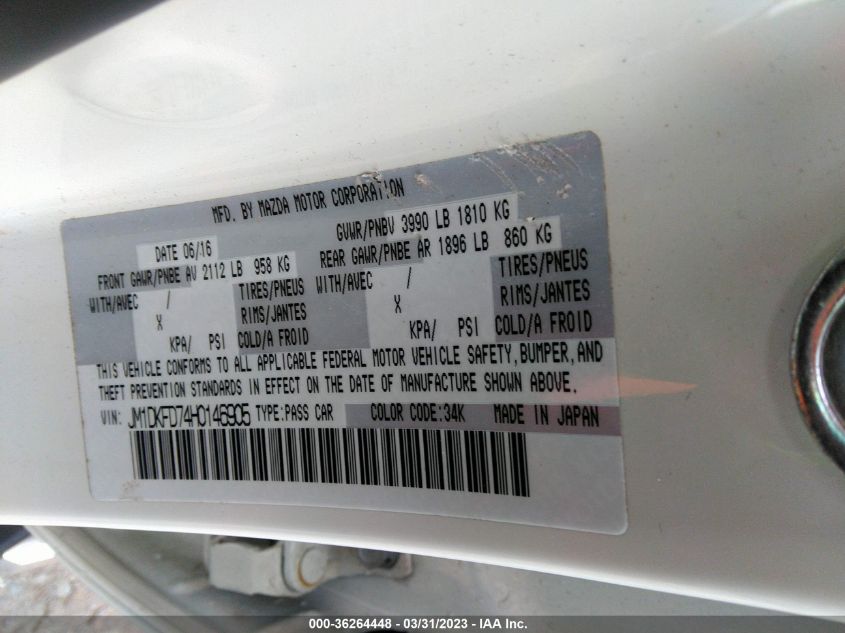 MFD. BY MAZDA MOTOR CORPORATION
DATE 06/16 GVWR/PNBV 3990 LB 1810 KG
FRONT GAWR/PNBE AV 2112 LB 958 KG REAR GAWR/PNBE AR 1896 LB 860 KG
WITH/AVEC / TIRES/PNEUS WITH/AVEC / TIRES/PNEUS
X RIMS/JANTES X RIMS/JANTES
KPA/ PSI COLD/A FROID KPA/ PSI COLD/A FROID
THIS VEHICLE CONFORMS TO ALL APPLICABLE FEDERAL MOTOR VEHICLE SAFETY, BUMPER, AND
THEFT PREVENTION STANDARDS IN EFFECT ON THE DATE OF MANUFACTURE SHOWN ABOVE.
VIN: JM1DKFD74H0146905 TYPE:PASS CAR COLOR CODE:34K MADE IN JAPAN
000-36264448 - 03/31/2023 - IAA Inc.